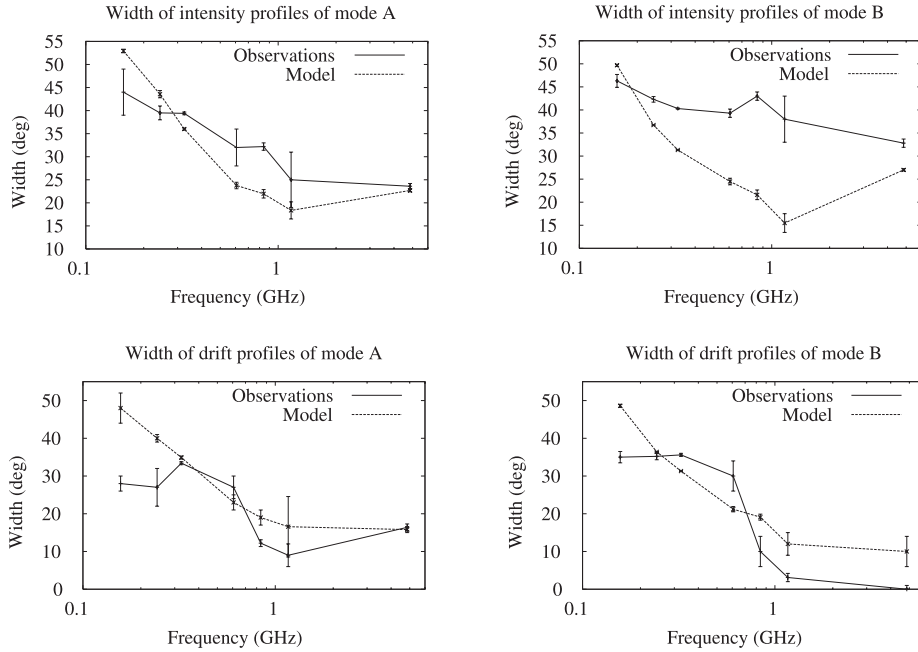 Width of intensity profiles of mode A
55
50
45
40
35
30
25
20
15
10
Width (deg)
Observations
Model
0.1
1
Frequency (GHz)
Width of intensity profiles of mode B
55
50
45
40
35
30
25
20
15
10
Width (deg)
Observations
Model
0.1
1
Frequency (GHz)
Width of drift profiles of mode A
50
40
30
20
10
0
Width (deg)
Observations
Model
0.1
1
Frequency (GHz)
Width of drift profiles of mode B
50
40
30
20
10
0
Width (deg)
Observations
Model
0.1
1
Frequency (GHz)